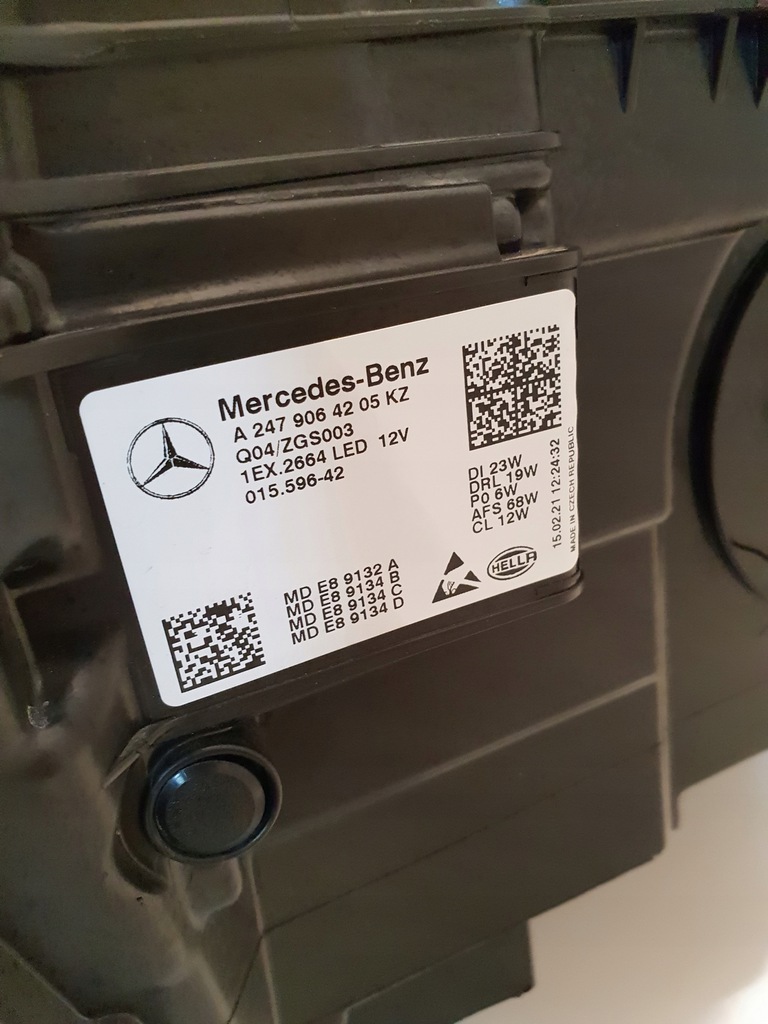 Mercedes-Benz
A 247 906 42 05 KZ
Q04/ZGS003
1EX.2664 LED 12V
015.596-42
DI 23W
DRL 19W
PO 6W
AFS 68W
CL 12W
15.02.21 12:24:32
MADE IN CZECH REPUBLIC
MD E8 9132 A
MD E8 9134 B
MD E8 9134 C
MD E8 9134 D
HELLA